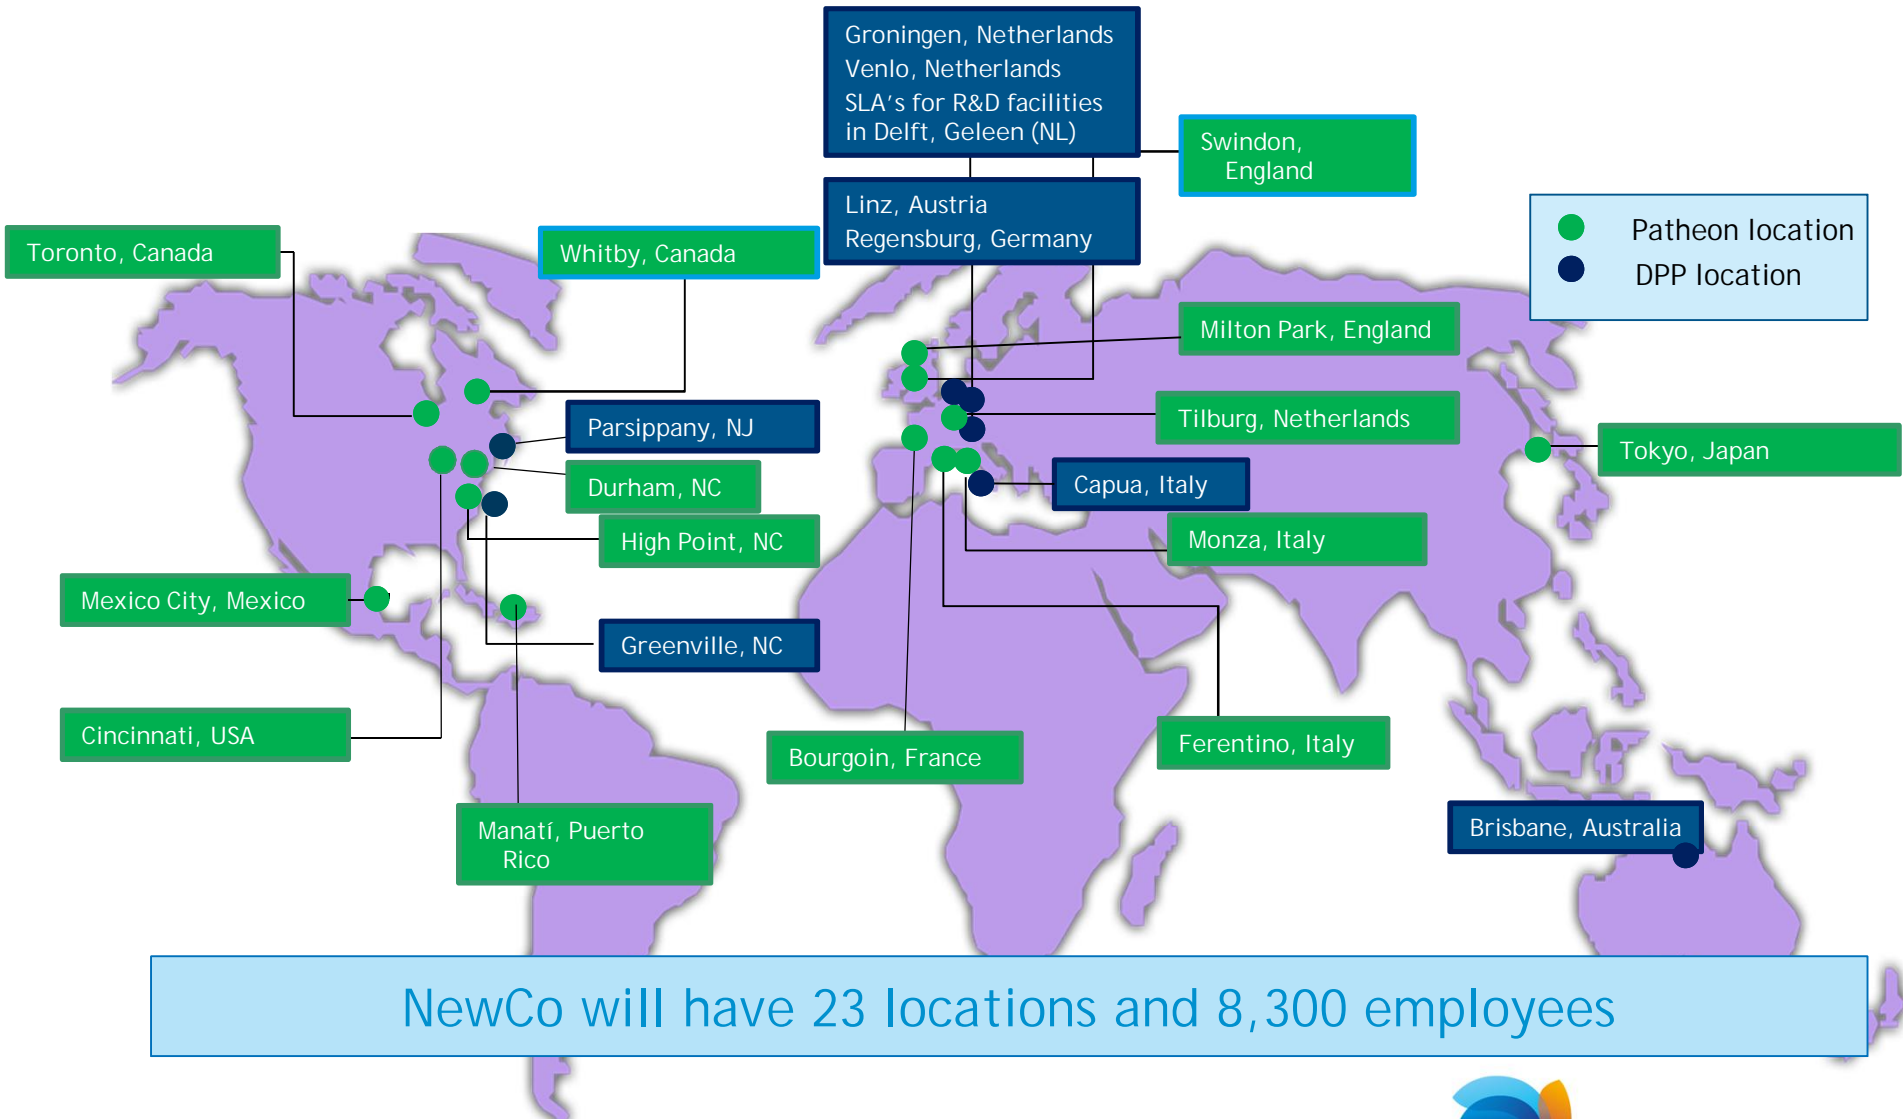 Groningen, Netherlands
Venlo, Netherlands
SLA's for R&D facilities
in Delft, Geleen (NL)
Swindon,
England
Linz, Austria
Regensburg, Germany
Patheon location
DPP location
Toronto, Canada
Whitby, Canada
Milton Park, England
Parsippany, NJ
Tilburg, Netherlands
Tokyo, Japan
Durham, NC
Capua, Italy
High Point, NC
Monza, Italy
Mexico City, Mexico
Greenville, NC
Cincinnati, USA
Bourgoin, France
Ferentino, Italy
Manatí, Puerto
Rico
Brisbane, Australia
NewCo will have 23 locations and 8,300 employees